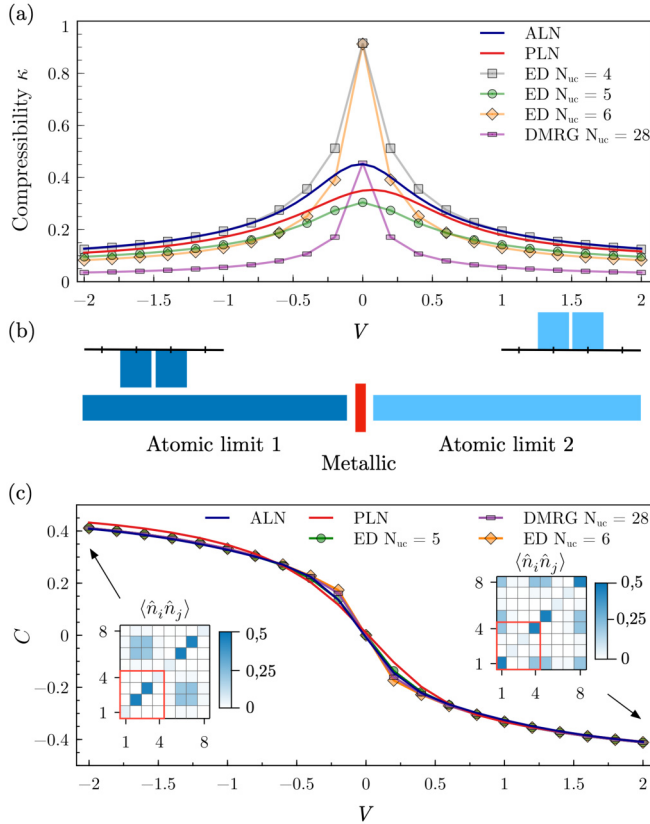 (a)
Compressibility κ
1
0.8
0.6
0.4
0.2
0
ALN
PLN
ED N_uc = 4
ED N_uc = 5
ED N_uc = 6
DMRG N_uc = 28
−2 −1.5 −1 −0.5 0 0.5 1 1.5 2
V
(b)
Atomic limit 1 Atomic limit 2
Metallic
(c)
C
0.4
0.2
0
−0.2
−0.4
ALN PLN DMRG N_uc = 28
ED N_uc = 5 ED N_uc = 6
⟨n̂_i n̂_j⟩
8
4
1
1 4 8
0,5
0,25
0
⟨n̂_i n̂_j⟩
8
4
1
1 4 8
0,5
0,25
0
−2 −1.5 −1 −0.5 0 0.5 1 1.5 2
V